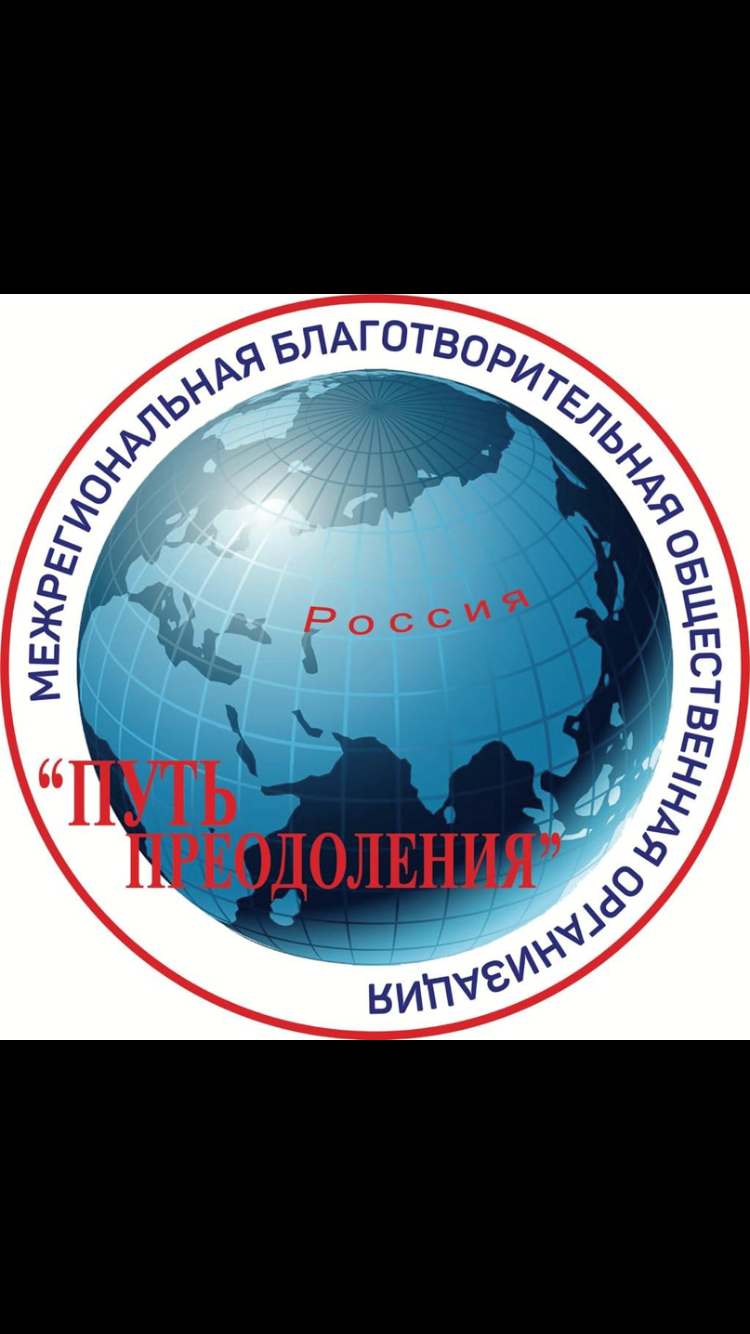 МЕЖРЕГИОНАЛЬНАЯ БЛАГОТВОРИТЕЛЬНАЯ ОБЩЕСТВЕННАЯ ОРГАНИЗАЦИЯ
Россия
“ПУТЬ
ПРЕОДОЛЕНИЯ”